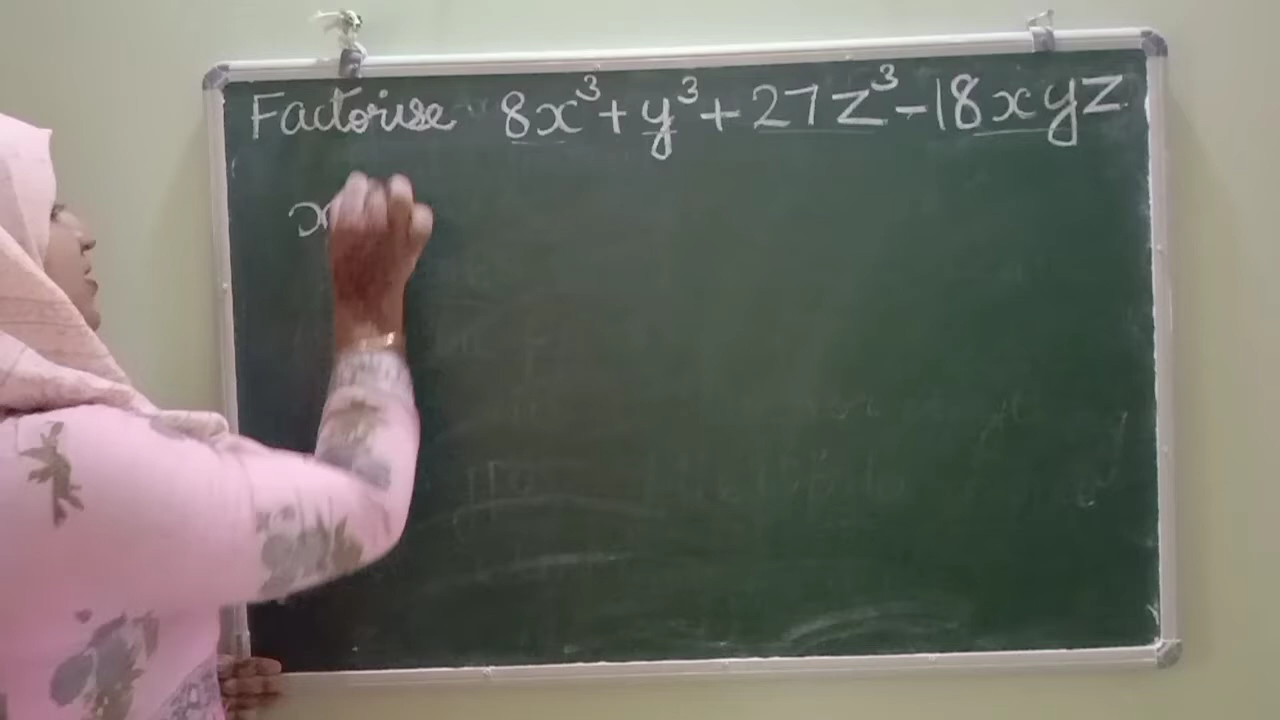 Factorise 8x³ + y³ + 27z³ - 18xyz
x